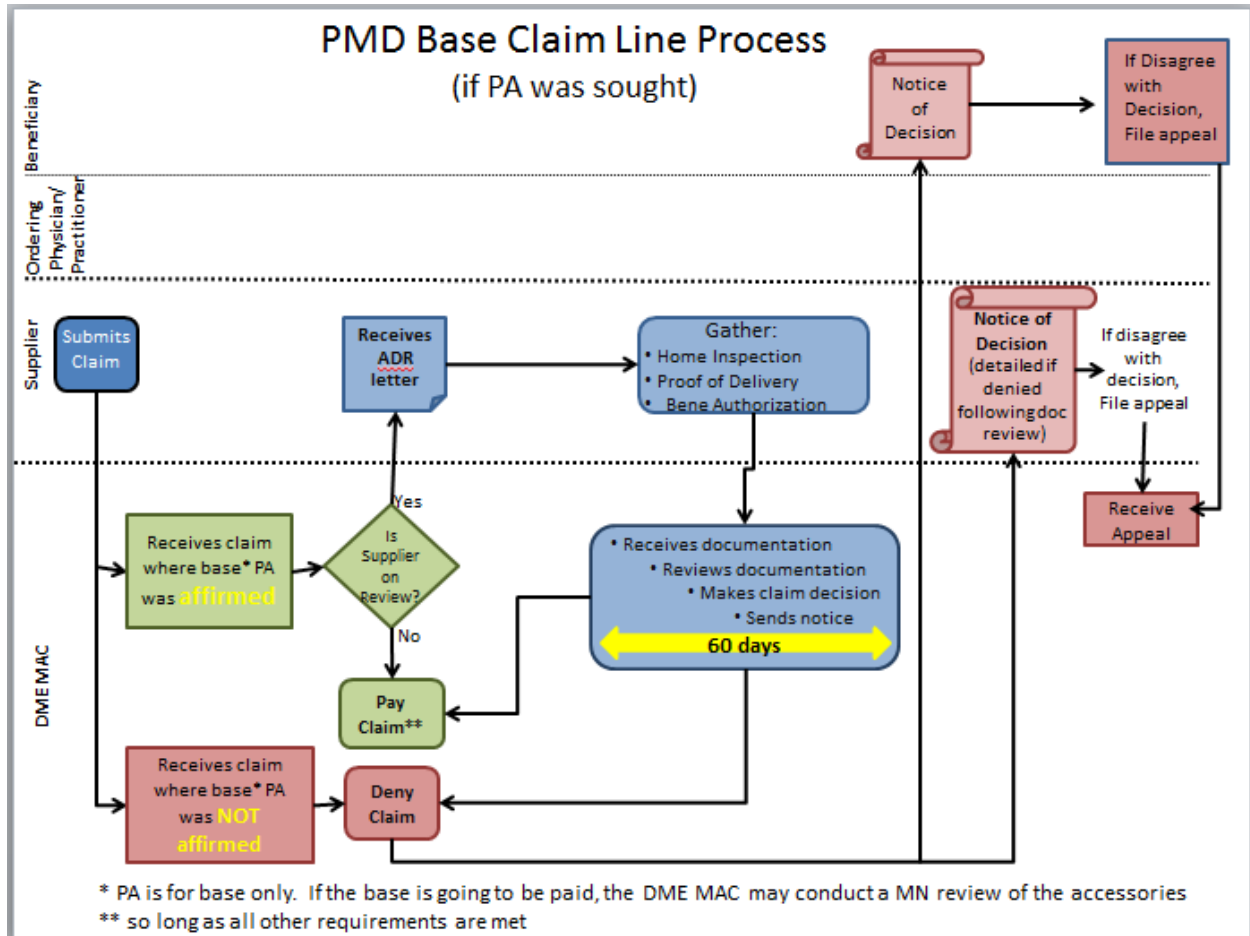 PMD Base Claim Line Process
(if PA was sought)
Beneficiary
Notice
of
Decision
If Disagree
with
Decision,
File appeal
Ordering
Physician/
Practitioner
Supplier
Submits
Claim
Receives
ADR
letter
Gather:
• Home Inspection
• Proof of Delivery
• Bene Authorization
Notice of
Decision
(detailed if
denied
following doc
review)
If disagree
with
decision,
File appeal
DME MAC
Receives claim
where base* PA
was affirmed
Yes
Is
Supplier
on
Review?
No
• Receives documentation
• Reviews documentation
• Makes claim decision
• Sends notice
60 days
Receive
Appeal
Pay
Claim**
Receives claim
where base* PA
was NOT
affirmed
Deny
Claim
* PA is for base only. If the base is going to be paid, the DME MAC may conduct a MN review of the accessories
** so long as all other requirements are met